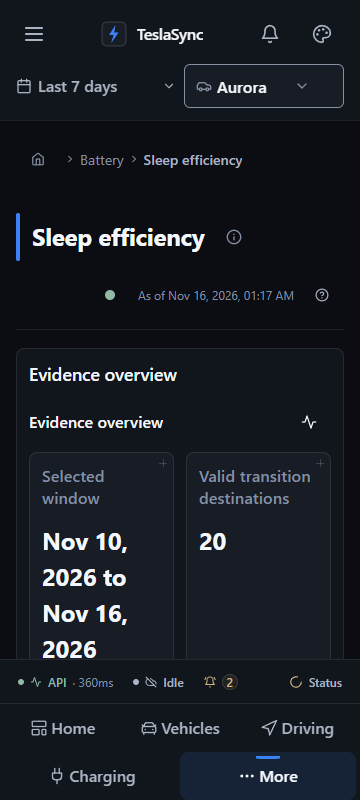 TeslaSync
Last 7 days
Aurora
Battery
Sleep efficiency
Sleep efficiency
As of Nov 16, 2026, 01:17 AM
Evidence overview
Evidence overview
Selected
window
Nov 10,
2026 to
Nov 16,
2026
Valid transition
destinations
20
API · 360ms
Idle
2
Status
Home
Vehicles
Driving
Charging
More